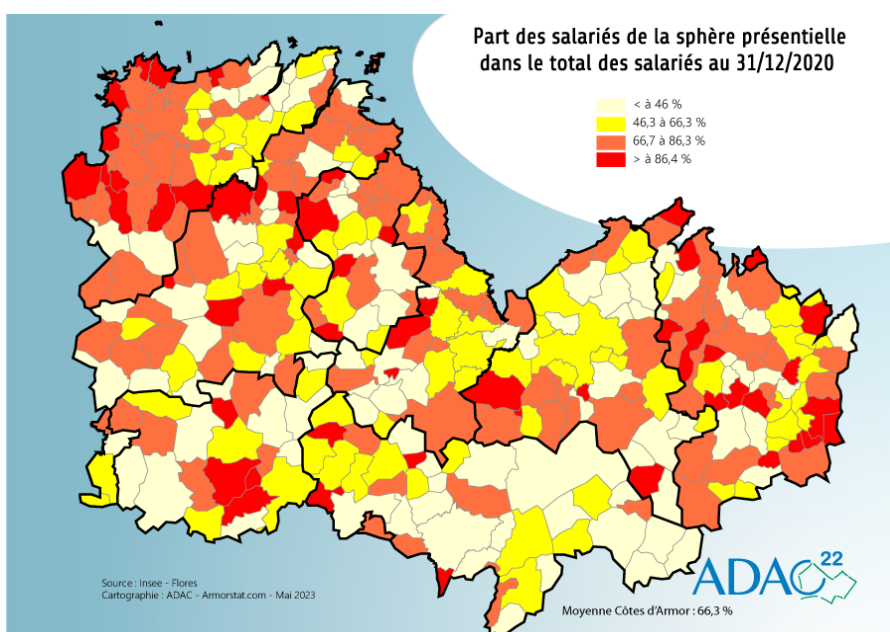 Part des salariés de la sphère présentielle
dans le total des salariés au 31/12/2020
< à 46 %
46,3 à 66,3 %
66,7 à 86,3 %
> à 86,4 %
Source : Insee - Flores
Cartographie : ADAC - Armorstat.com - Mai 2023
ADAC 22
Moyenne Côtes d'Armor : 66,3 %